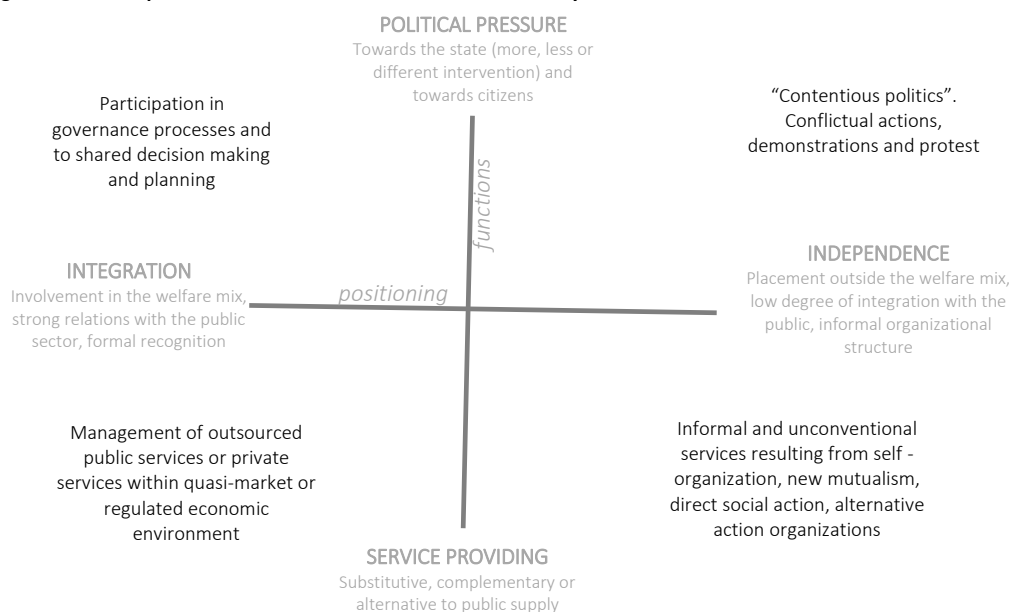 POLITICAL PRESSURE
Towards the state (more, less or
different intervention) and
towards citizens
Participation in
governance processes and
to shared decision making
and planning
“Contentious politics”.
Conflictual actions,
demonstrations and protest
functions
INTEGRATION
Involvement in the welfare mix,
strong relations with the public
sector, formal recognition
positioning
INDEPENDENCE
Placement outside the welfare mix,
low degree of integration with the
public, informal organizational
structure
Management of outsourced
public services or private
services within quasi-market or
regulated economic
environment
Informal and unconventional
services resulting from self -
organization, new mutualism,
direct social action, alternative
action organizations
SERVICE PROVIDING
Substitutive, complementary or
alternative to public supply